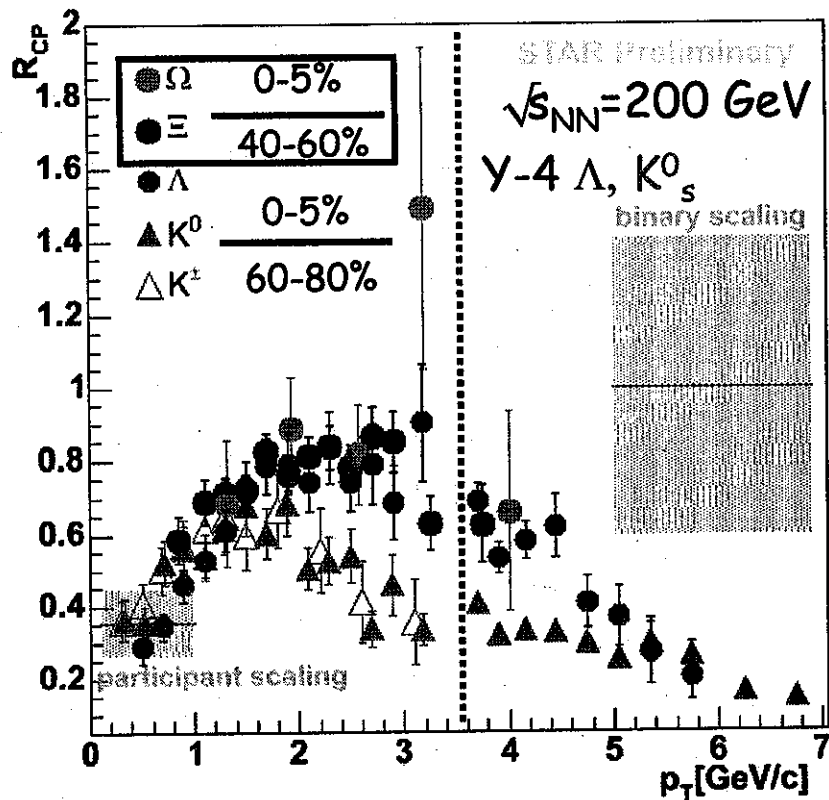 R_CP
2
1.8
1.6
1.4
1.2
1
0.8
0.6
0.4
0.2
Ω 0-5%
Ξ 40-60%
Λ
K⁰ 0-5%
K± 60-80%
STAR Preliminary
√s_NN=200 GeV
Y-4 Λ, K⁰_s
binary scaling
participant scaling
0 1 2 3 4 5 6 7
p_T[GeV/c]